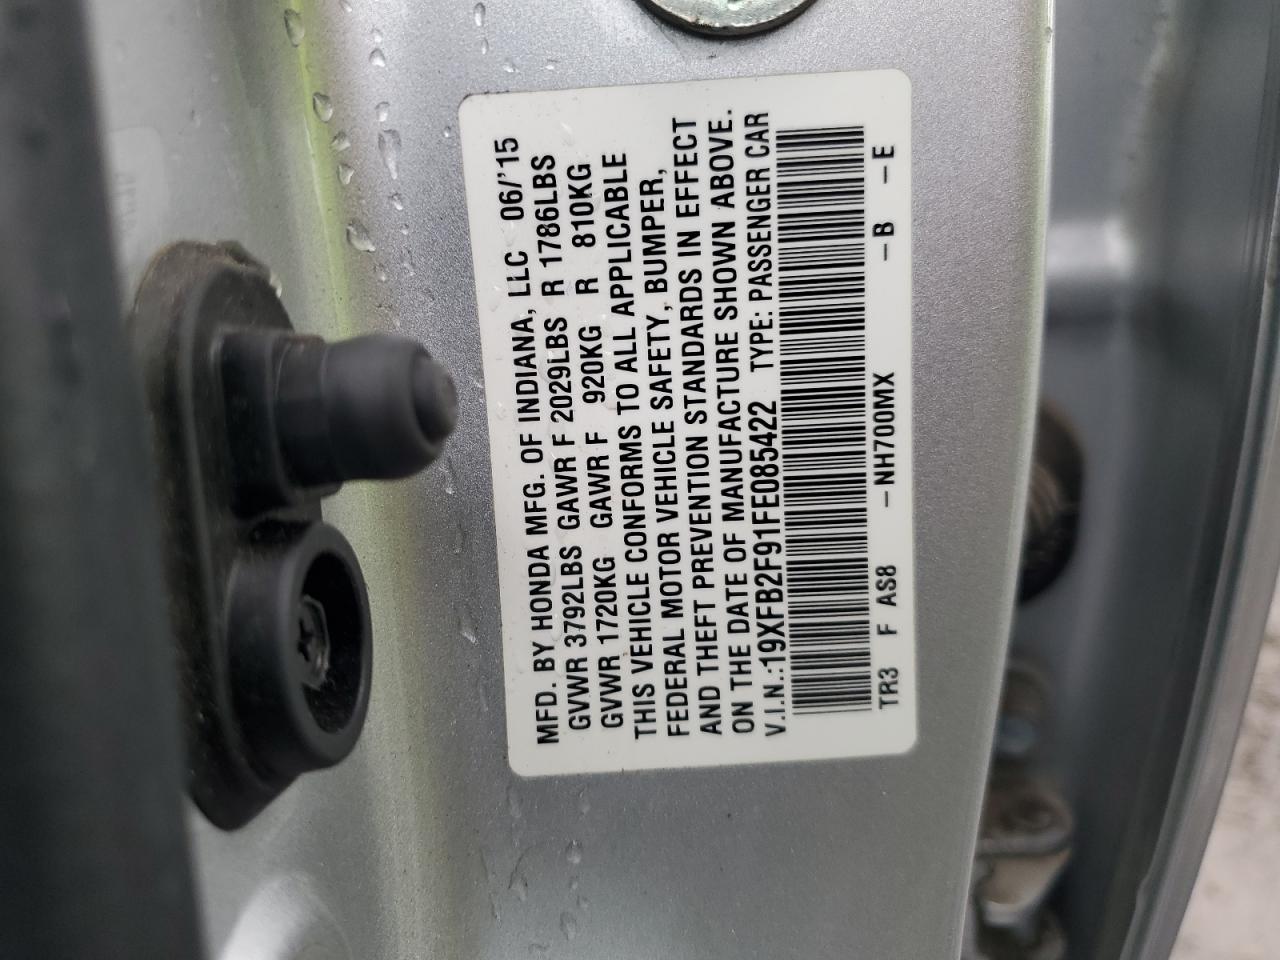 MFD. BY HONDA MFG. OF INDIANA, LLC 06/'15
GVWR 3792LBS GAWR F 2029LBS R 1786LBS
GVWR 1720KG GAWR F 920KG R 810KG
THIS VEHICLE CONFORMS TO ALL APPLICABLE
FEDERAL MOTOR VEHICLE SAFETY, BUMPER,
AND THEFT PREVENTION STANDARDS IN EFFECT
ON THE DATE OF MANUFACTURE SHOWN ABOVE.
V.I.N.:19XFB2F91FE085422 TYPE: PASSENGER CAR
TR3 F AS8 -NH700MX -B -E